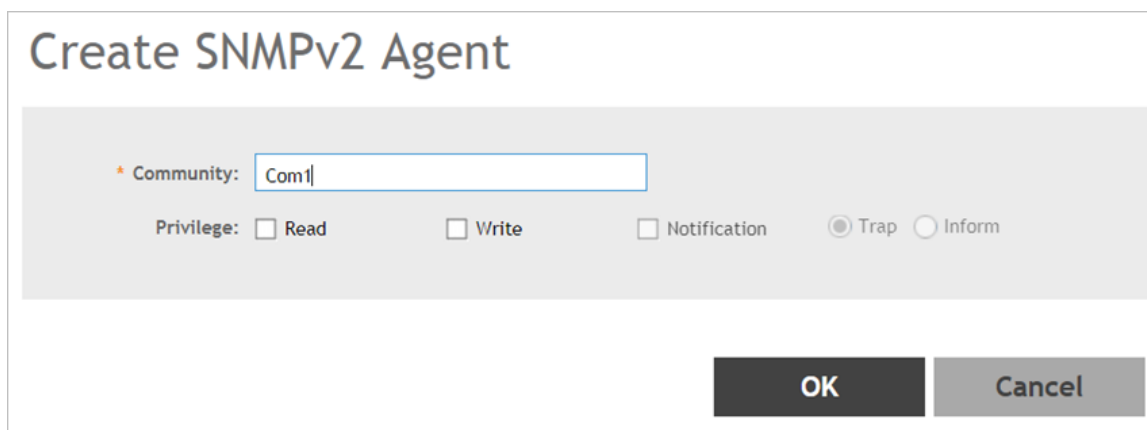 Create SNMPv2 Agent
* Community: Com1
Privilege: Read Write Notification Trap Inform
OK Cancel